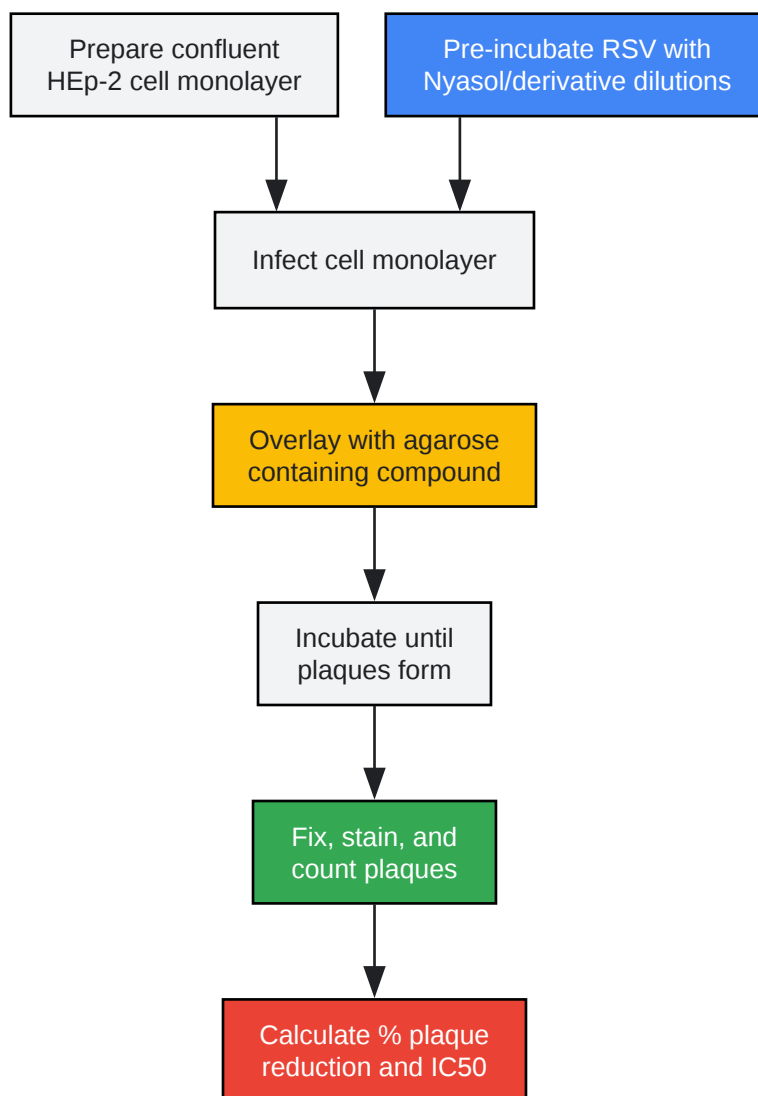 Prepare confluent
HEp-2 cell monolayer
Pre-incubate RSV with
Nyasol/derivative dilutions
Infect cell monolayer
Overlay with agarose
containing compound
Incubate until
plaques form
Fix, stain, and
count plaques
Calculate % plaque
reduction and IC50